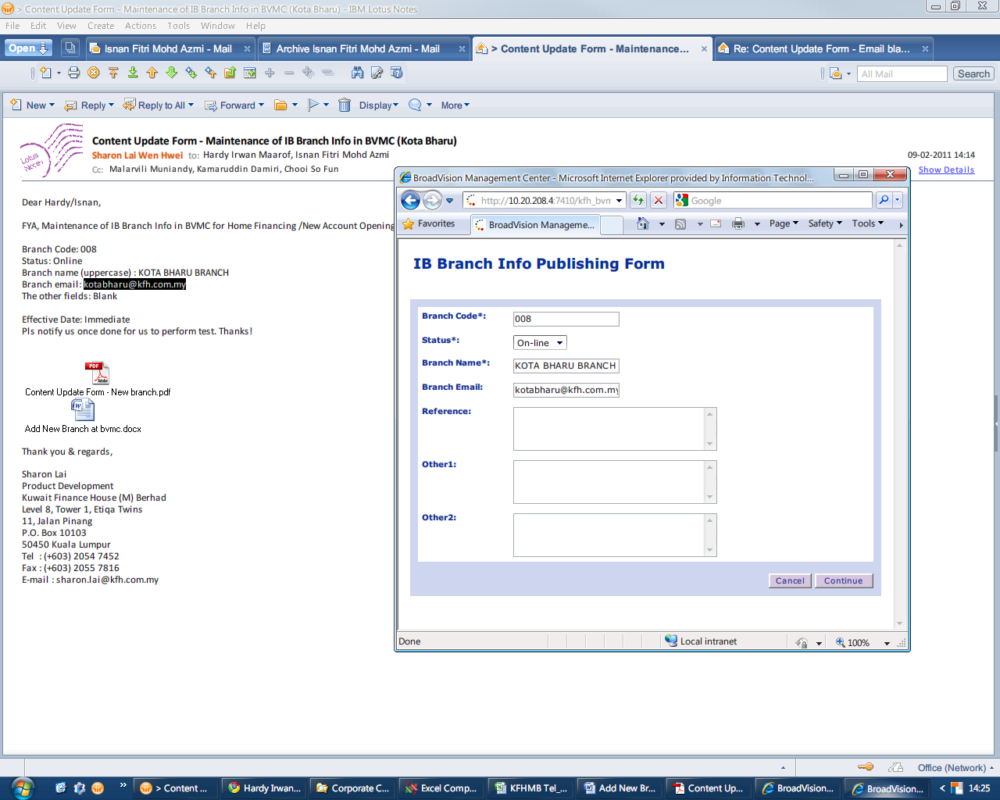 > Content Update Form - Maintenance of IB Branch Info in BVMC (Kota Bharu) - IBM Lotus Notes
File Edit View Create Actions Tools Window Help
Open
Isnan Fitri Mohd Azmi - Mail
Archive Isnan Fitri Mohd Azmi - Mail
> Content Update Form - Maintenance...
Re: Content Update Form - Email bla...
All Mail
Search
New Reply Reply to All Forward Display More
Lotus Notes
Content Update Form - Maintenance of IB Branch Info in BVMC (Kota Bharu)
Sharon Lai Wen Hwei to: Hardy Irwan Maarof, Isnan Fitri Mohd Azmi
09-02-2011 14:14
Cc: Malarvili Muniandy, Kamaruddin Damiri, Chooi So Fun
Show Details
Dear Hardy/Isnan,
FYA, Maintenance of IB Branch Info in BVMC for Home Financing /New Account Opening
Branch Code: 008
Status: Online
Branch name (uppercase) : KOTA BHARU BRANCH
Branch email: kotabharu@kfh.com.my
The other fields: Blank
Effective Date: Immediate
Pls notify us once done for us to perform test. Thanks!
PDF
Adobe
Content Update Form - New branch.pdf
Add New Branch at bvmc.docx
Thank you & regards,
Sharon Lai
Product Development
Kuwait Finance House (M) Berhad
Level 8, Tower 1, Etiqa Twins
11, Jalan Pinang
P.O. Box 10103
50450 Kuala Lumpur
Tel : (+603) 2054 7452
Fax : (+603) 2055 7816
E-mail : sharon.lai@kfh.com.my
BroadVision Management Center - Microsoft Internet Explorer provided by Information Technol...
http://10.20.208.4:7410/kfh_bvm
Google
Favorites
BroadVision Manageme...
Page Safety Tools
IB Branch Info Publishing Form
Branch Code*: 008
Status*: On-line
Branch Name*: KOTA BHARU BRANCH
Branch Email: kotabharu@kfh.com.my
Reference:
Other1:
Other2:
Cancel Continue
Done
Local intranet
100%
Office (Network)
> Content ...
Hardy Irwan...
Corporate C...
Excel Comp...
KFHMB Tel_...
Add New Br...
Content Up...
BroadVision...
BroadVision...
14:25